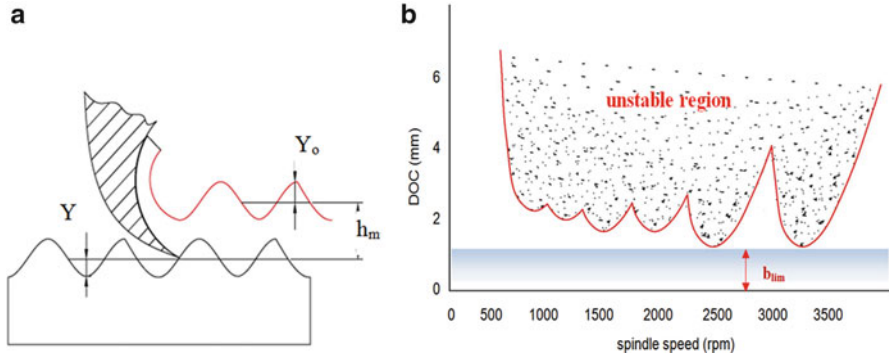 a
Y
Yo
hm
b
DOC (mm)
6
4
2
0
unstable region
blim
0 500 1000 1500 2000 2500 3000 3500
spindle speed (rpm)